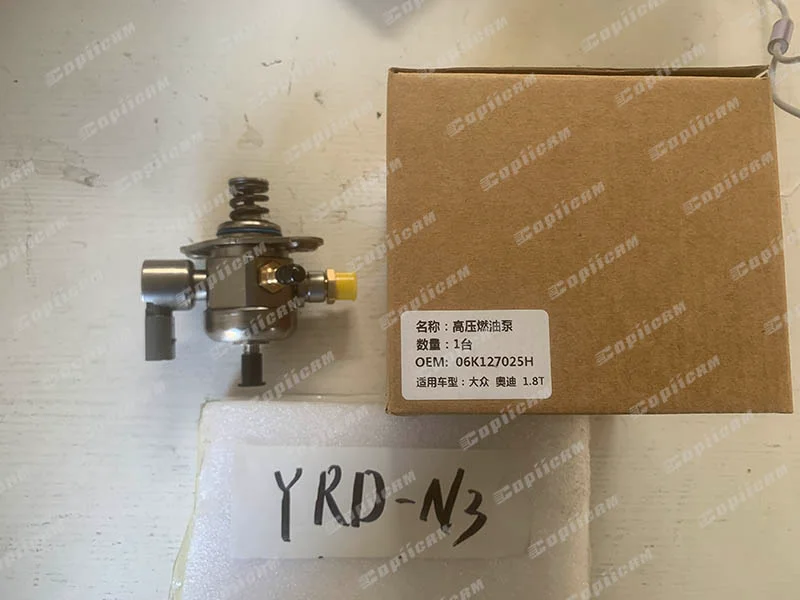 名称：高压燃油泵
数量：1台
OEM: 06K127025H
适用车型：大众 奥迪 1.8T
YRD-N3
CopiicAM